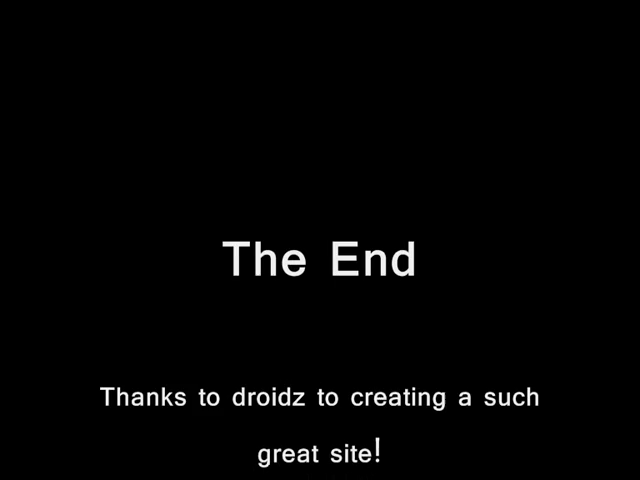 The End
Thanks to droidz to creating a such
great site!